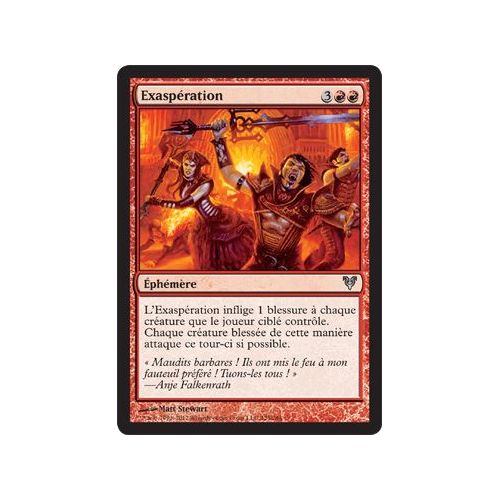 Exaspération 3
Éphémère
L'Exaspération inflige 1 blessure à chaque
créature que le joueur ciblé contrôle.
Chaque créature blessée de cette manière
attaque ce tour-ci si possible.
« Maudits barbares ! Ils ont mis le feu à mon
fauteuil préféré ! Tuons-les tous ! »
—Anje Falkenrath
Matt Stewart